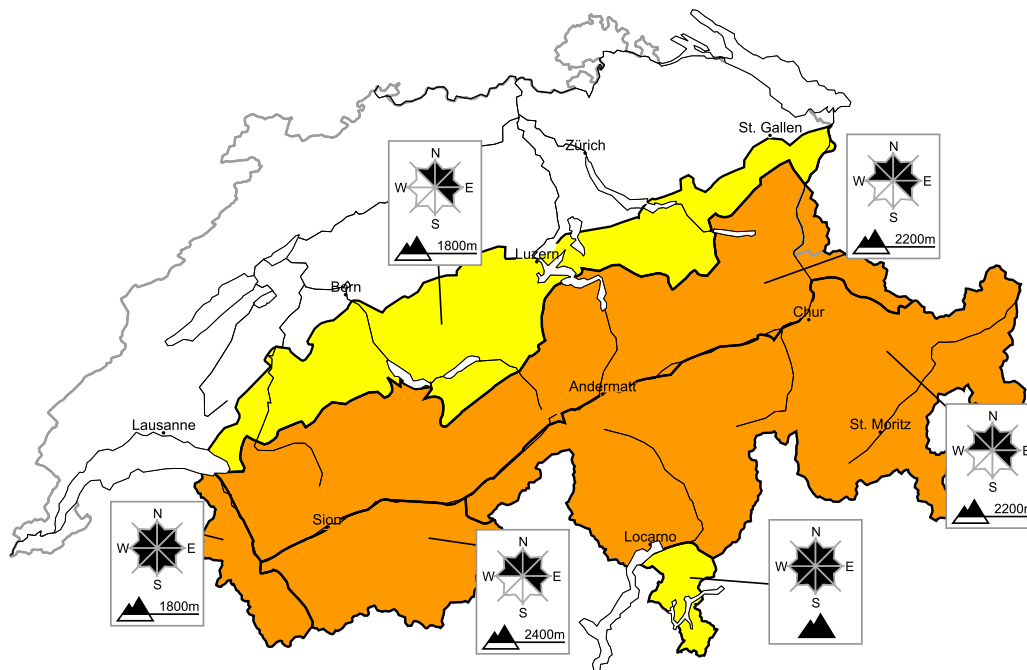 St. Gallen
Zürich
N
W E
S
1800m
N
W E
S
2200m
Luzern
Bern
Chur
Andermatt
Lausanne
St. Moritz
N
W E
S
2200m
N
W E
S
1800m
Sion
N
W E
S
2400m
Locarno
N
W E
S